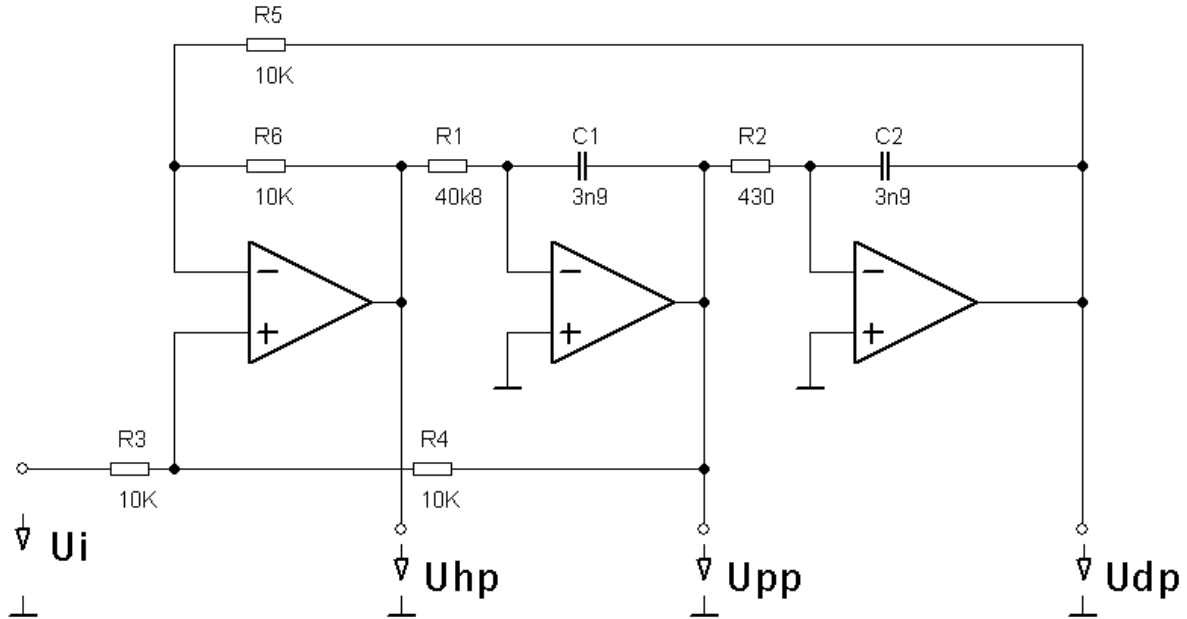 R5
10K
R6
R1
C1
R2
C2
10K
40k8
3n9
430
3n9
−
+
−
+
−
+
R3
R4
10K
10K
Ui
Uhp
Upp
Udp